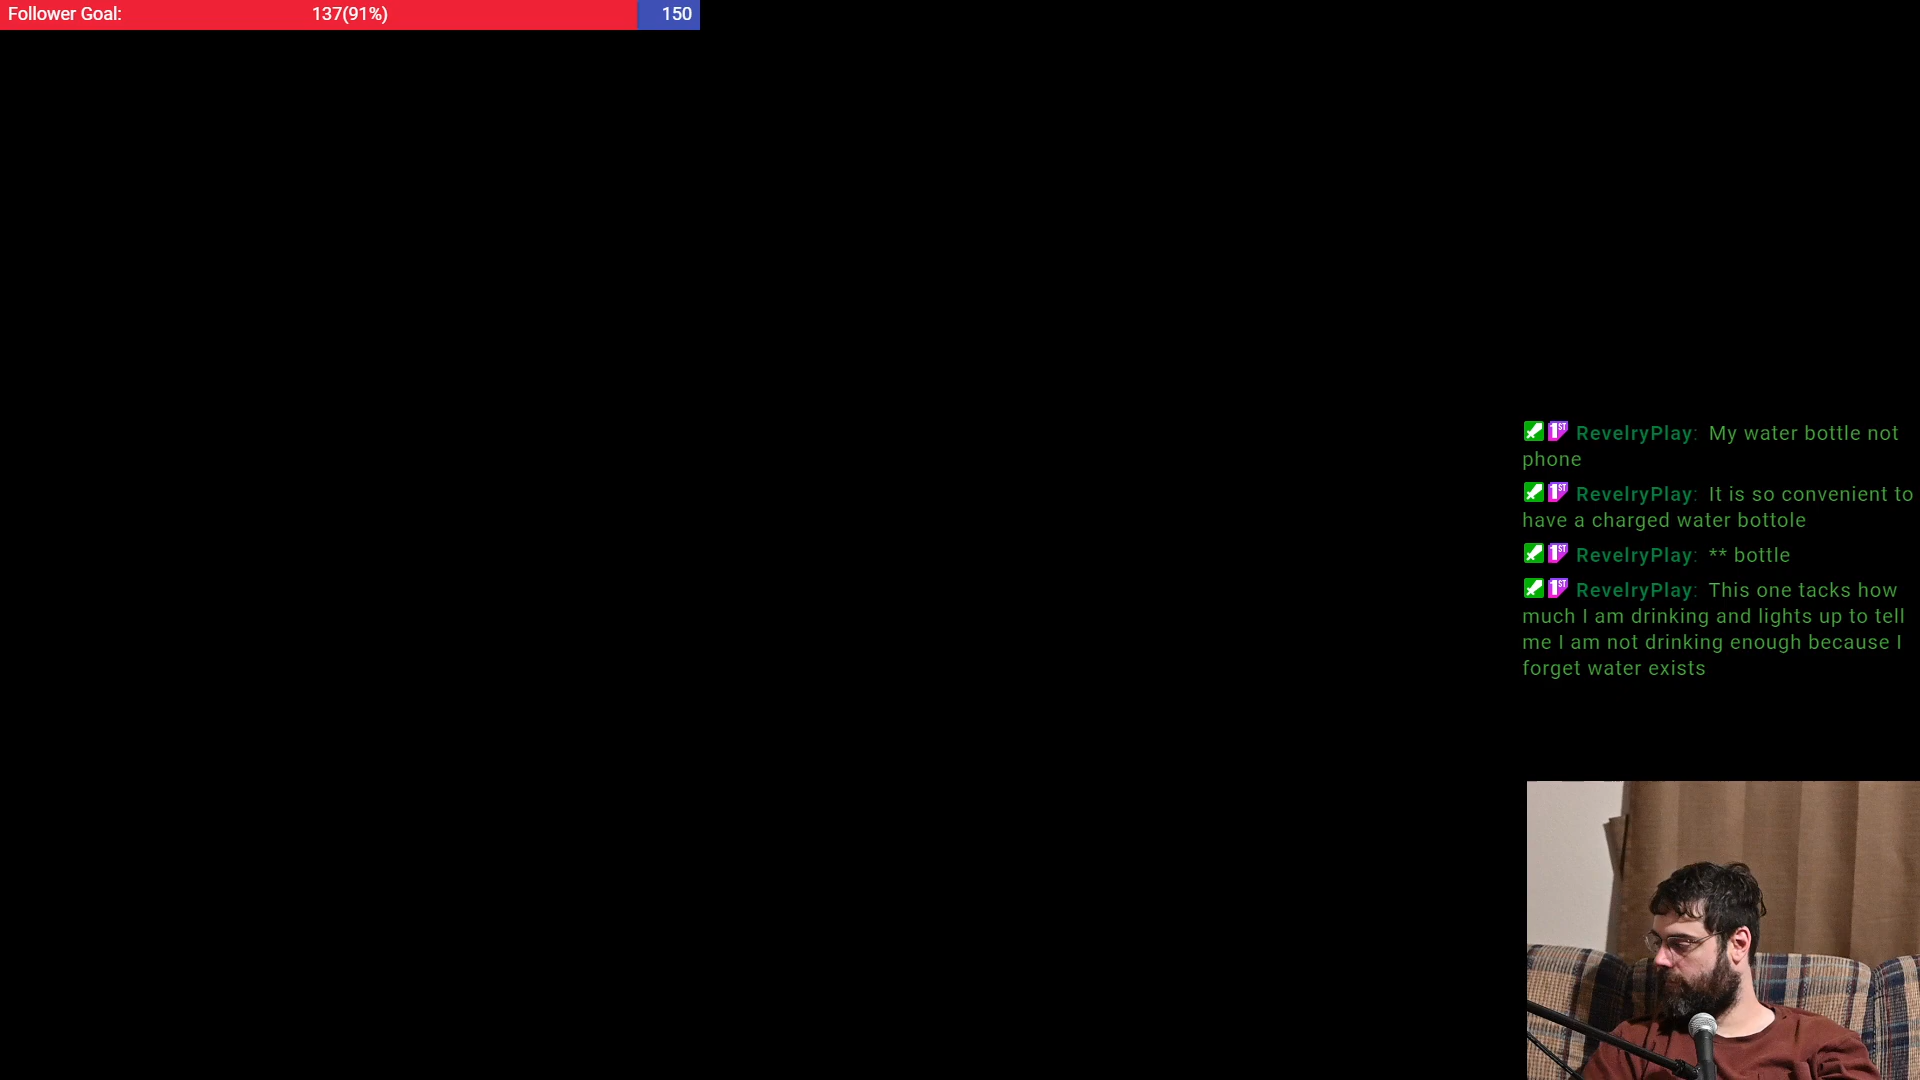 Follower Goal: 137(91%) 150
RevelryPlay: My water bottle not
phone
RevelryPlay: It is so convenient to
have a charged water bottole
RevelryPlay: ** bottle
RevelryPlay: This one tacks how
much I am drinking and lights up to tell
me I am not drinking enough because I
forget water exists